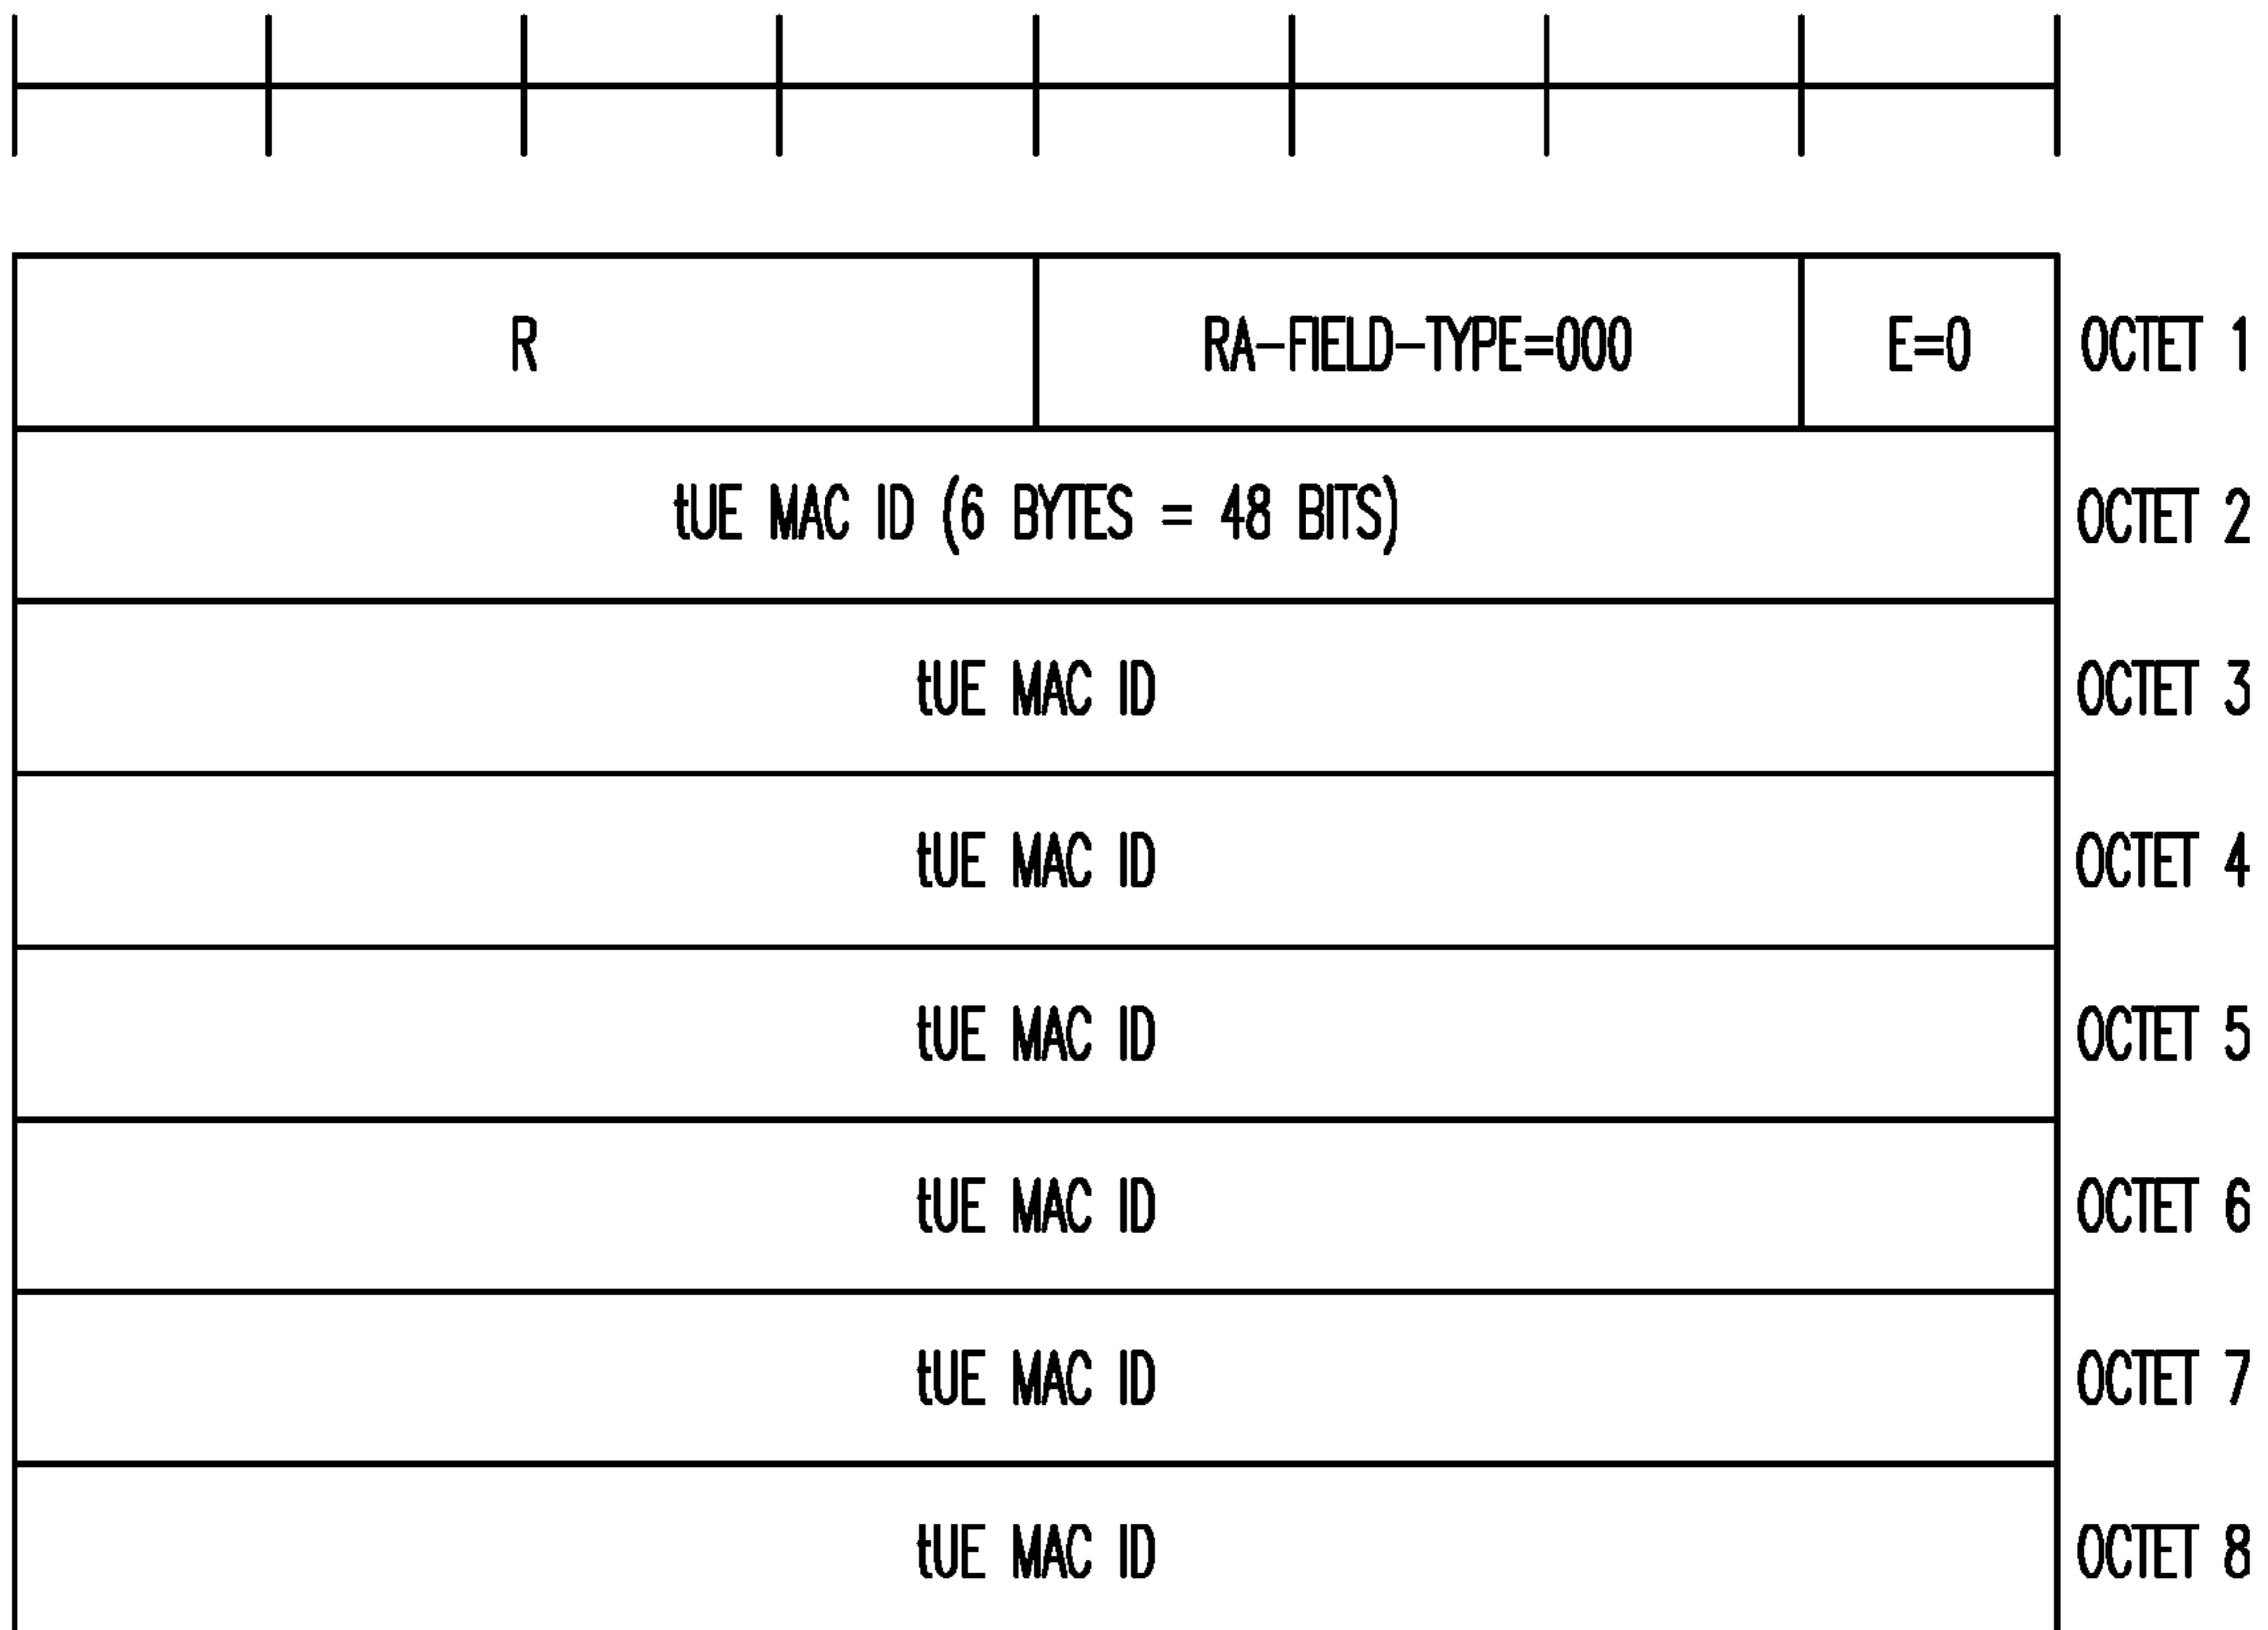 R RA-FIELD-TYPE=000 E=0 OCTET 1
tUE MAC ID (6 BYTES = 48 BITS) OCTET 2
tUE MAC ID OCTET 3
tUE MAC ID OCTET 4
tUE MAC ID OCTET 5
tUE MAC ID OCTET 6
tUE MAC ID OCTET 7
tUE MAC ID OCTET 8